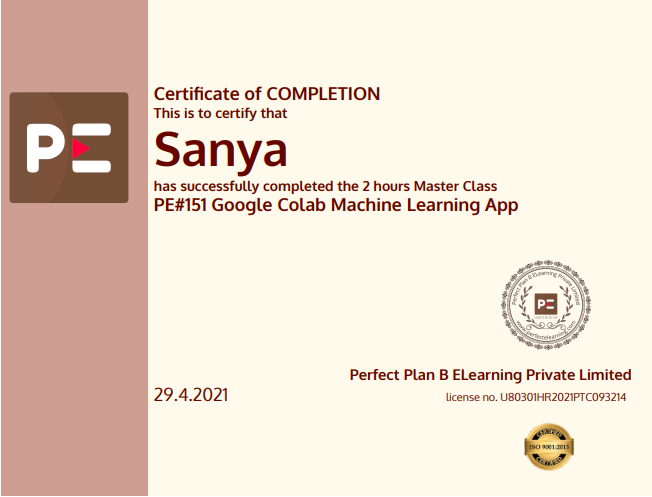 PE
Certificate of COMPLETION
This is to certify that
Sanya
has successfully completed the 2 hours Master Class
PE#151 Google Colab Machine Learning App
Perfect Plan B ELearning Private Limited
PE
www.perfectelearning.com
Perfect Plan B ELearning Private Limited
license no. U80301HR2021PTC093214
29.4.2021
CERTIFIED
ISO 9001:2015
CERTIFIED